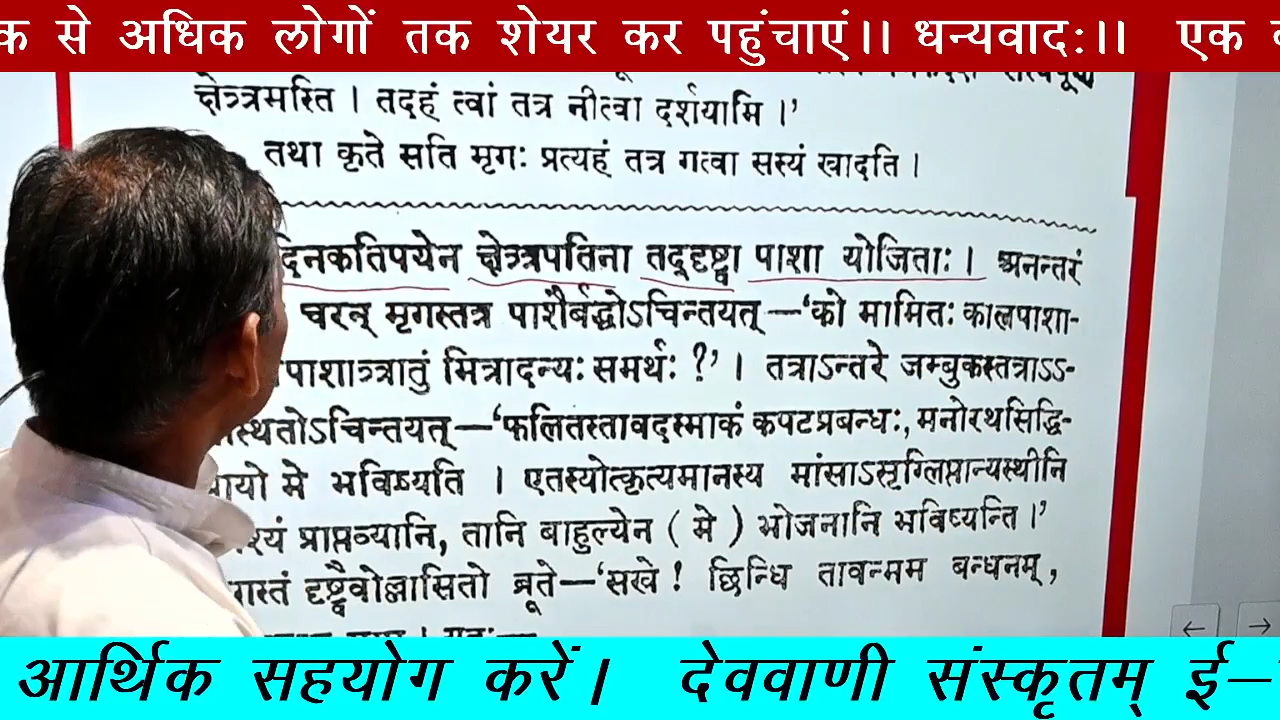 क से अधिक लोगों तक शेयर कर पहुंचाएं।। धन्यवादः।। एक
क्षेत्रमस्ति । तदहं त्वां तत्र नीत्वा दर्शयामि ।’
तथा कृते सति मृगः प्रत्यहं तत्र गत्वा सस्यं खादति ।
दिनकतिपयेन क्षेत्रपतिना तद्दृष्ट्वा पाशा योजिताः । अनन्तरं
चरन् मृगस्तत्र पाशैर्बद्धोऽचिन्तयत्—‘को मामितः कालपाशा-
पाशात्त्रातुं मित्रादन्यः समर्थः ?’ । तत्राऽन्तरे जम्बुकस्तत्राऽऽ-
स्थितोऽचिन्तयत्—‘फलितस्तावदस्माकं कपटप्रबन्धः, मनोरथसिद्धि-
मे भविष्यति । एतस्योत्कृत्यमानस्य मांसाऽसृग्लिप्तान्यस्थीनि
प्राप्तव्यानि, तानि बाहुल्येन ( मे ) भोजनानि भविष्यन्ति ।’
दृष्ट्वैवोल्लासितो ब्रूते—‘सखे ! छिन्धि तावन्मम बन्धनम्,
आर्थिक सहयोग करें। देववाणी संस्कृतम् ई–